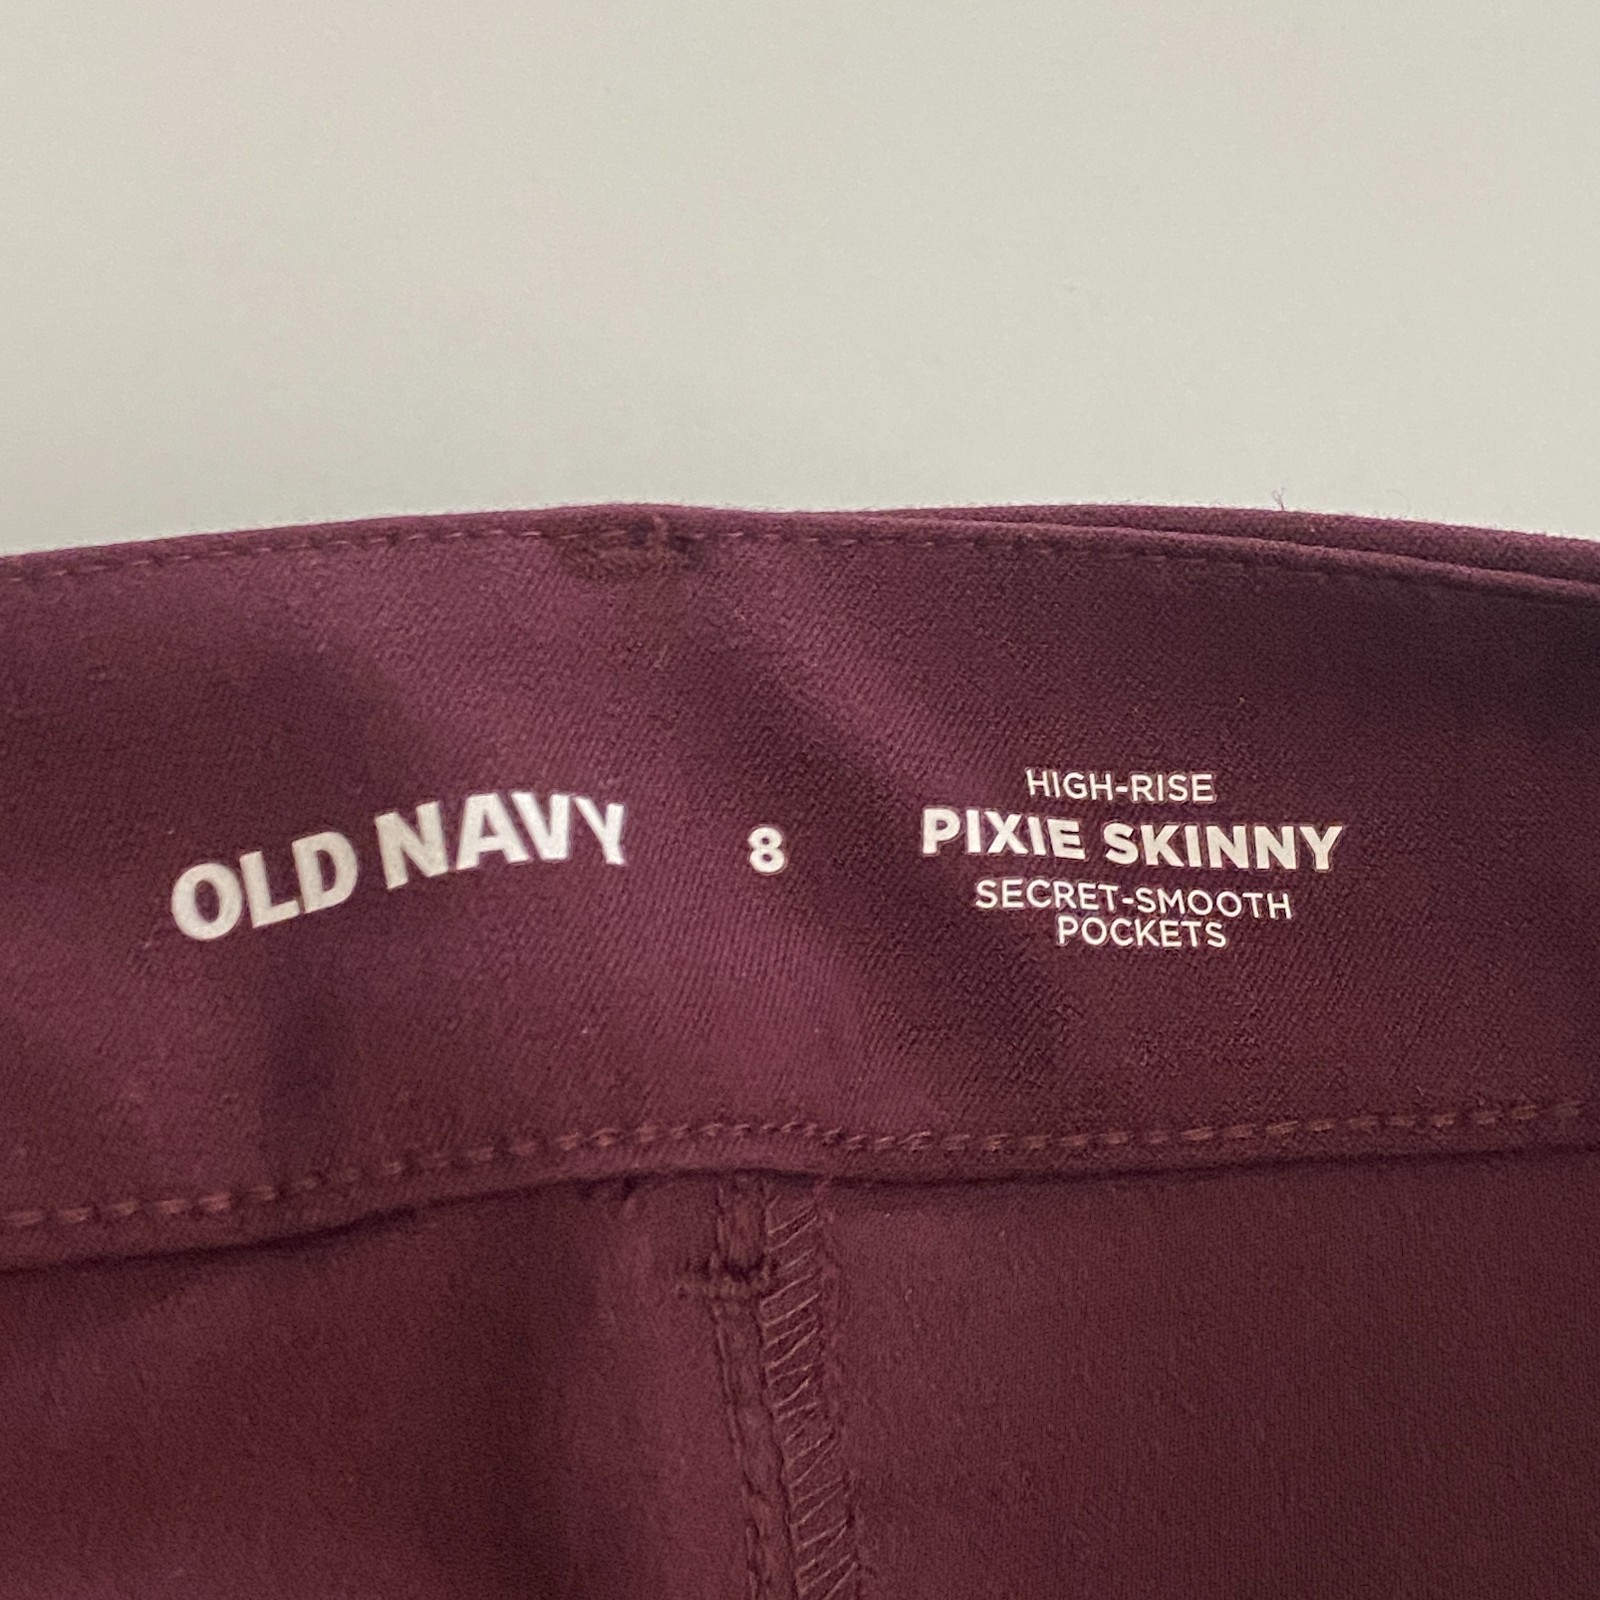 OLD NAVY
8
HIGH-RISE
PIXIE SKINNY
SECRET-SMOOTH
POCKETS